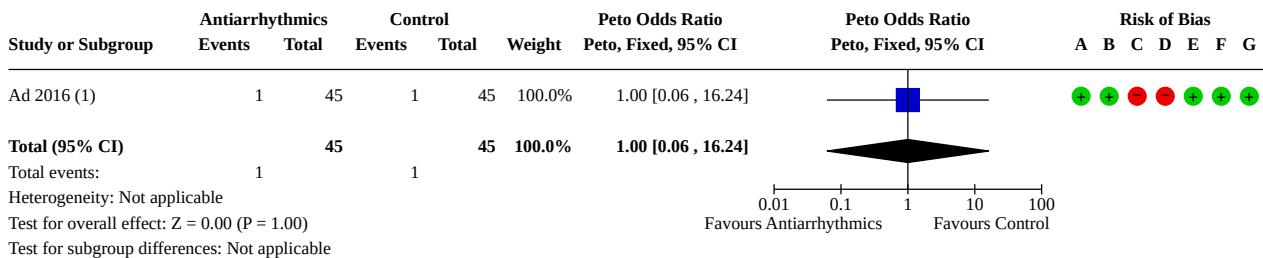 Antiarrhythmics Control Peto Odds Ratio Peto Odds Ratio Risk of Bias
Study or Subgroup Events Total Events Total Weight Peto, Fixed, 95% CI Peto, Fixed, 95% CI A B C D E F G
Ad 2016 (1) 1 45 1 45 100.0% 1.00 [0.06 , 16.24] + + − − + + +
Total (95% CI) 45 45 100.0% 1.00 [0.06 , 16.24]
Total events: 1 1
Heterogeneity: Not applicable
0.01 0.1 1 10 100
Test for overall effect: Z = 0.00 (P = 1.00) Favours Antiarrhythmics Favours Control
Test for subgroup differences: Not applicable